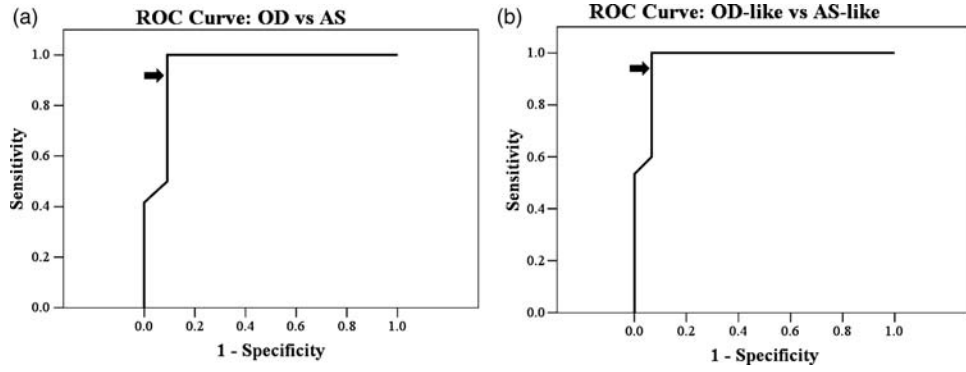 (a)
ROC Curve: OD vs AS
1.0
0.8
0.6
0.4
0.2
0.0
Sensitivity
0.0 0.2 0.4 0.6 0.8 1.0
1 - Specificity
(b)
ROC Curve: OD-like vs AS-like
1.0
0.8
0.6
0.4
0.2
0.0
Sensitivity
0.0 0.2 0.4 0.6 0.8 1.0
1 - Specificity